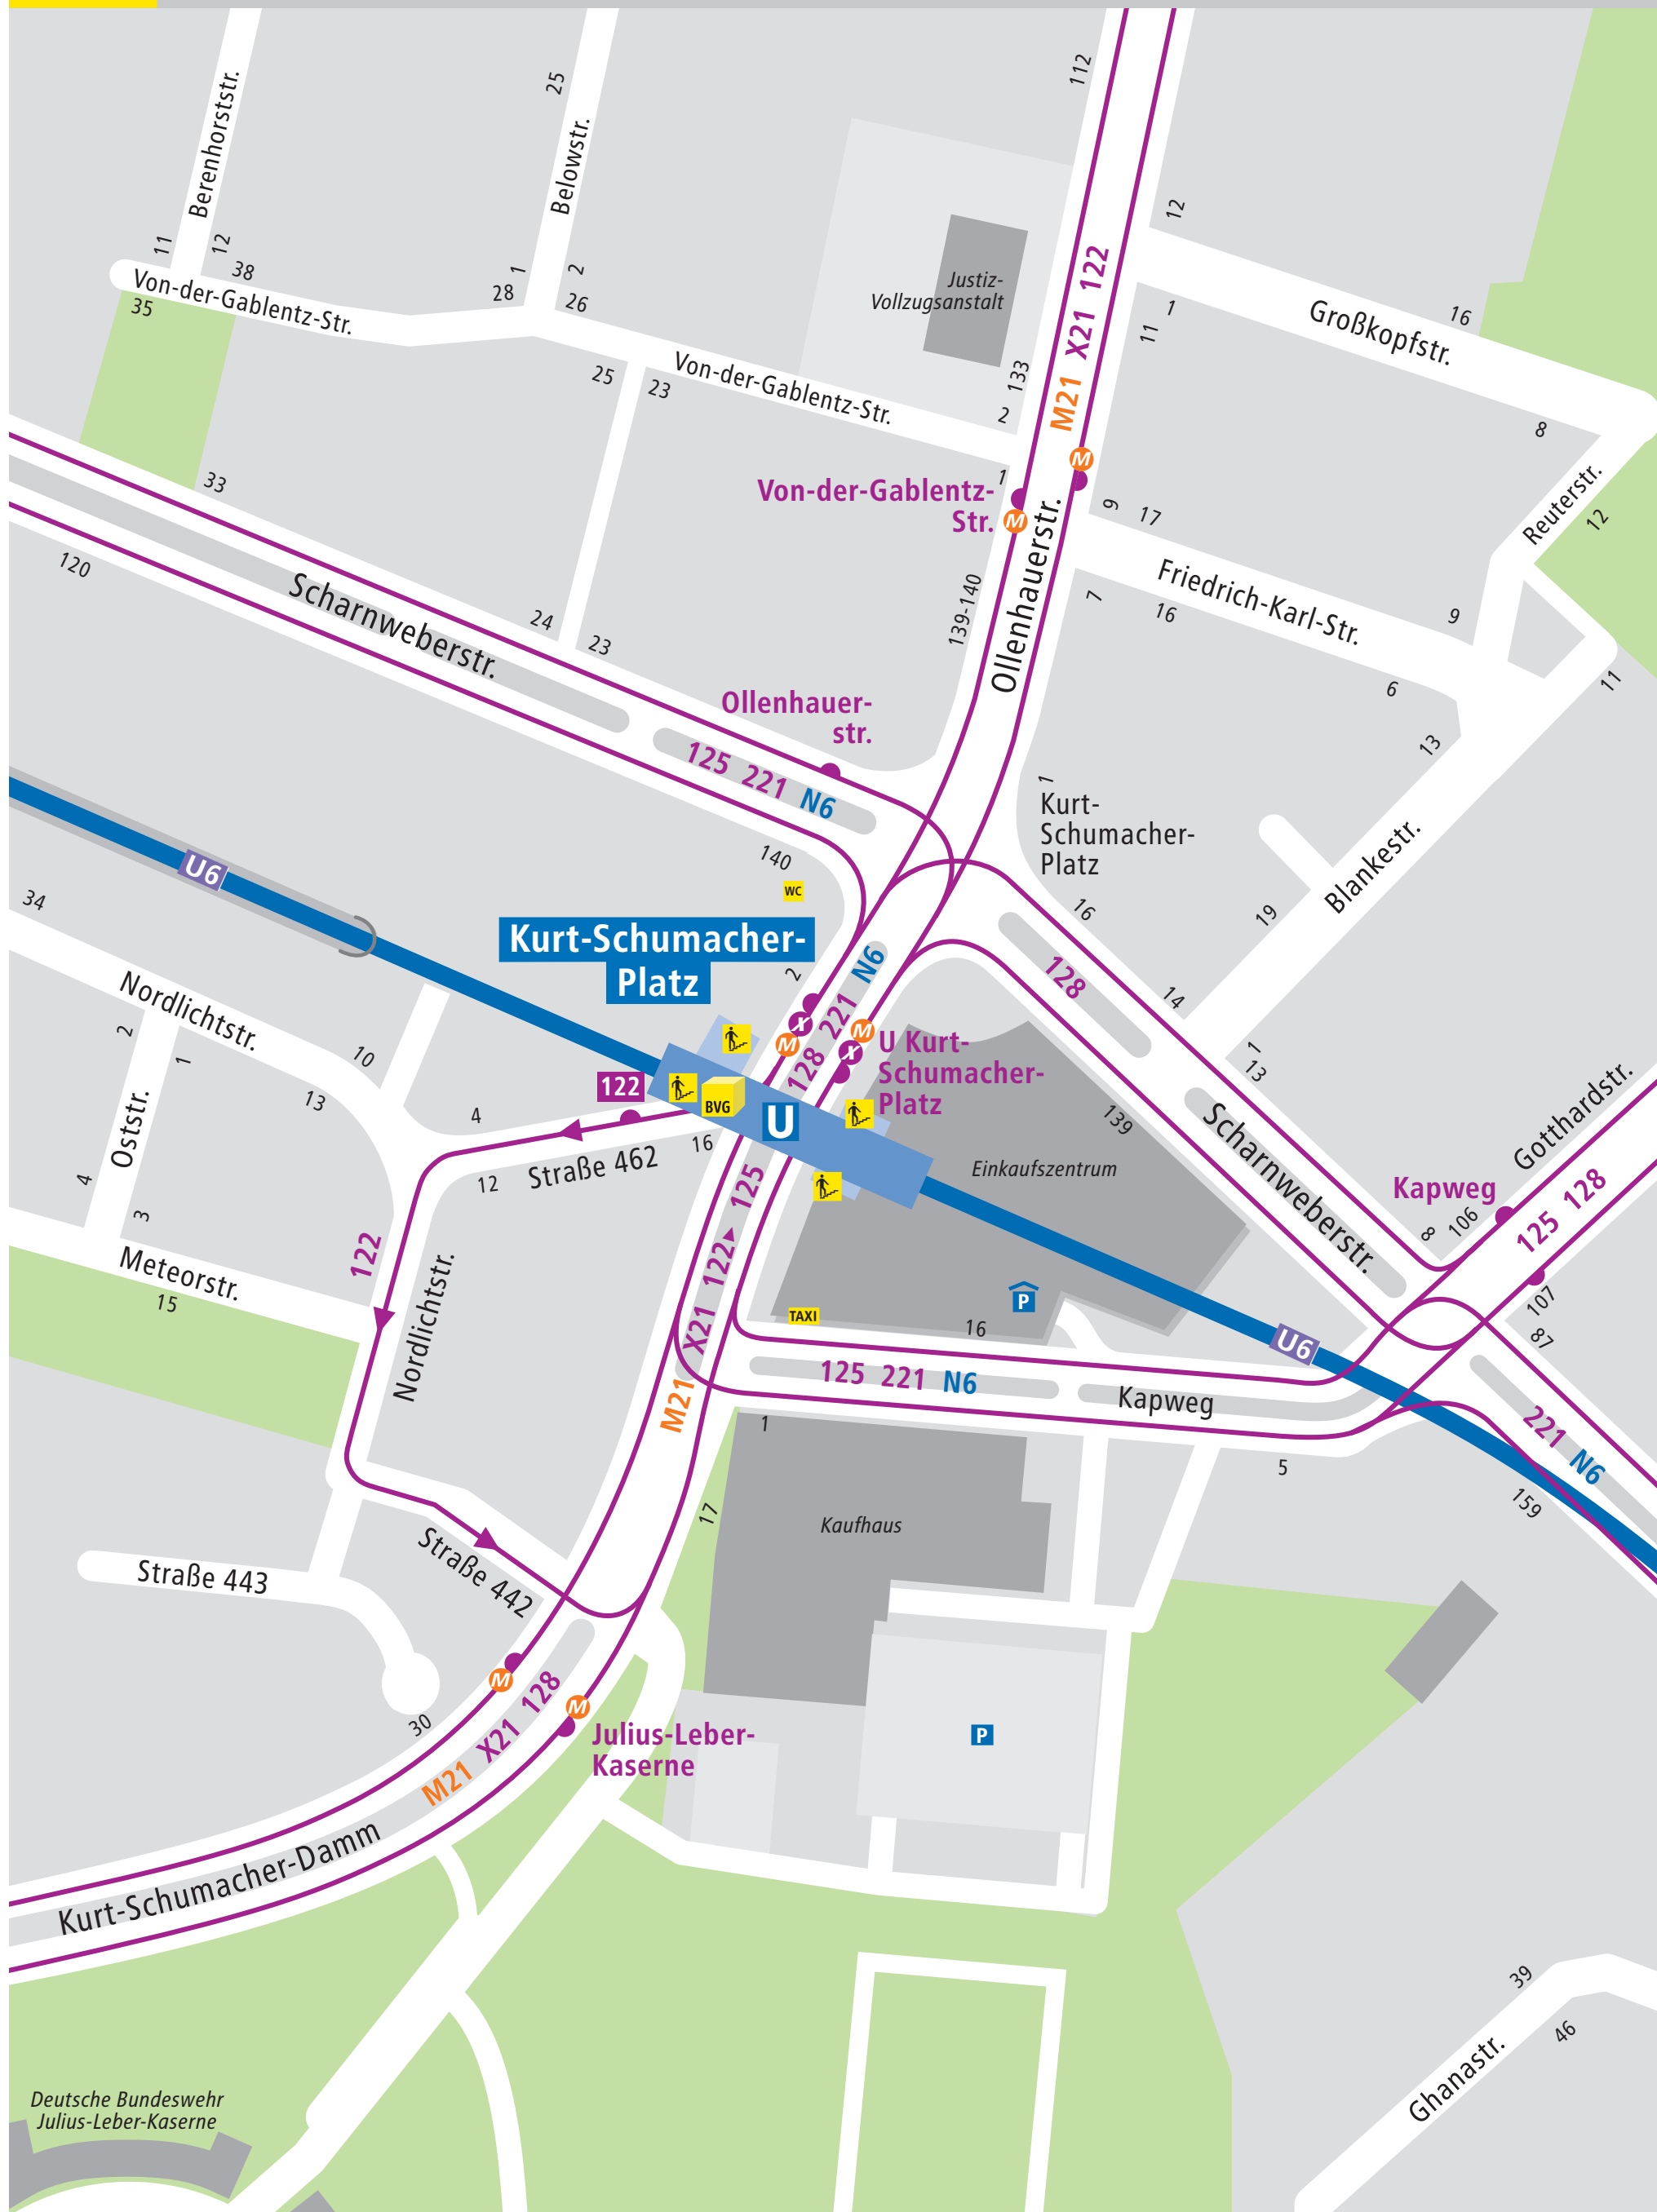 112
25
Berenhorststr.
Belowstr.
12
11
12
38
1
2
28
26
Von-der-Gablentz-Str.
35
Justiz-
Vollzugsanstalt
M21 X21 122
1
11
Großkopfstr.
16
8
133
2
25
23
Von-der-Gablentz-Str.
1
Von-der-Gablentz-
Str.
M
M
9
17
Reuterstr.
12
33
120
Scharnweberstr.
24
23
139-140
Ollenhauerstr.
7
16
Friedrich-Karl-Str.
9
6
11
13
Ollenhauer-
str.
125 221 N6
1
Kurt-
Schumacher-
Platz
140
WC
16
19
Blankestr.
U6
34
Kurt-Schumacher-
Platz
2
128 221 N6
128
14
Nordlichtstr.
2
1
10
13
Oststr.
4
3
X
M
M
X
U Kurt-
Schumacher-
Platz
1
13
122
BVG
U
4
16
Straße 462
12
139
Einkaufszentrum
Scharnweberstr.
Gotthardstr.
Kapweg
8
106
125 128
107
87
Meteorstr.
15
122
Nordlichtstr.
M21 X21 122 125
TAXI
P
16
U6
125 221 N6
Kapweg
1
5
221 N6
159
17
Kaufhaus
Straße 443
Straße 442
M
M
30
M21 X21 128
Julius-Leber-
Kaserne
P
Kurt-Schumacher-Damm
39
46
Ghanastr.
Deutsche Bundeswehr
Julius-Leber-Kaserne